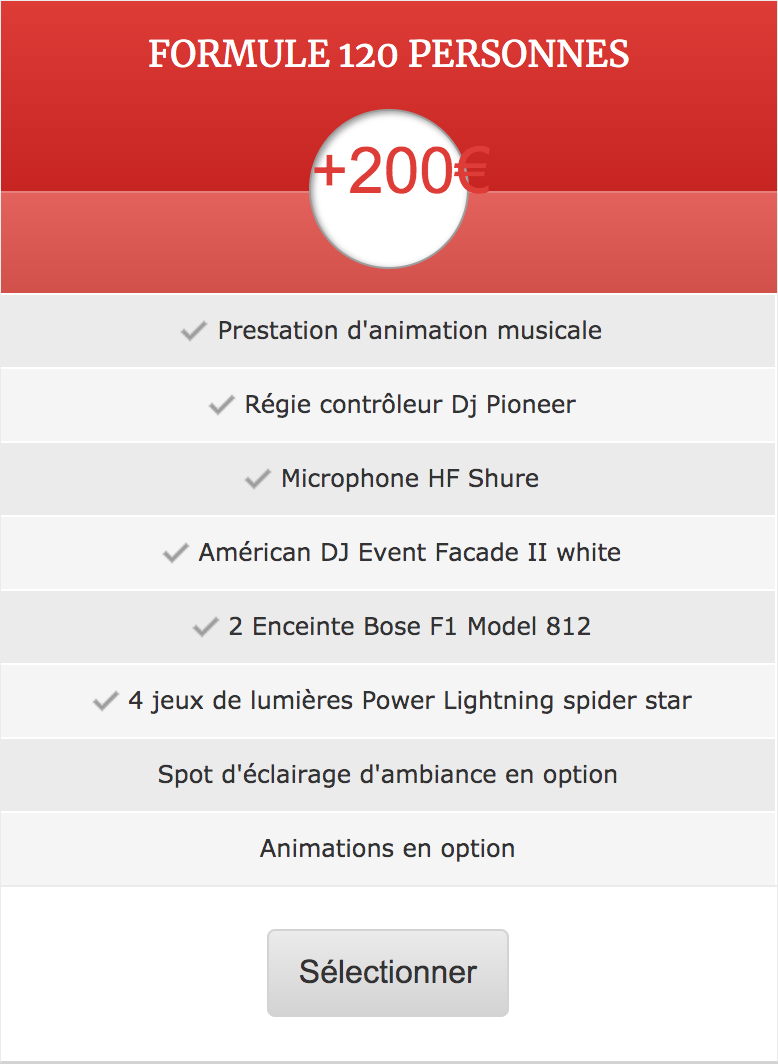 FORMULE 120 PERSONNES
+200€
Prestation d'animation musicale
Régie contrôleur Dj Pioneer
Microphone HF Shure
Américan DJ Event Facade II white
2 Enceinte Bose F1 Model 812
4 jeux de lumières Power Lightning spider star
Spot d'éclairage d'ambiance en option
Animations en option
Sélectionner